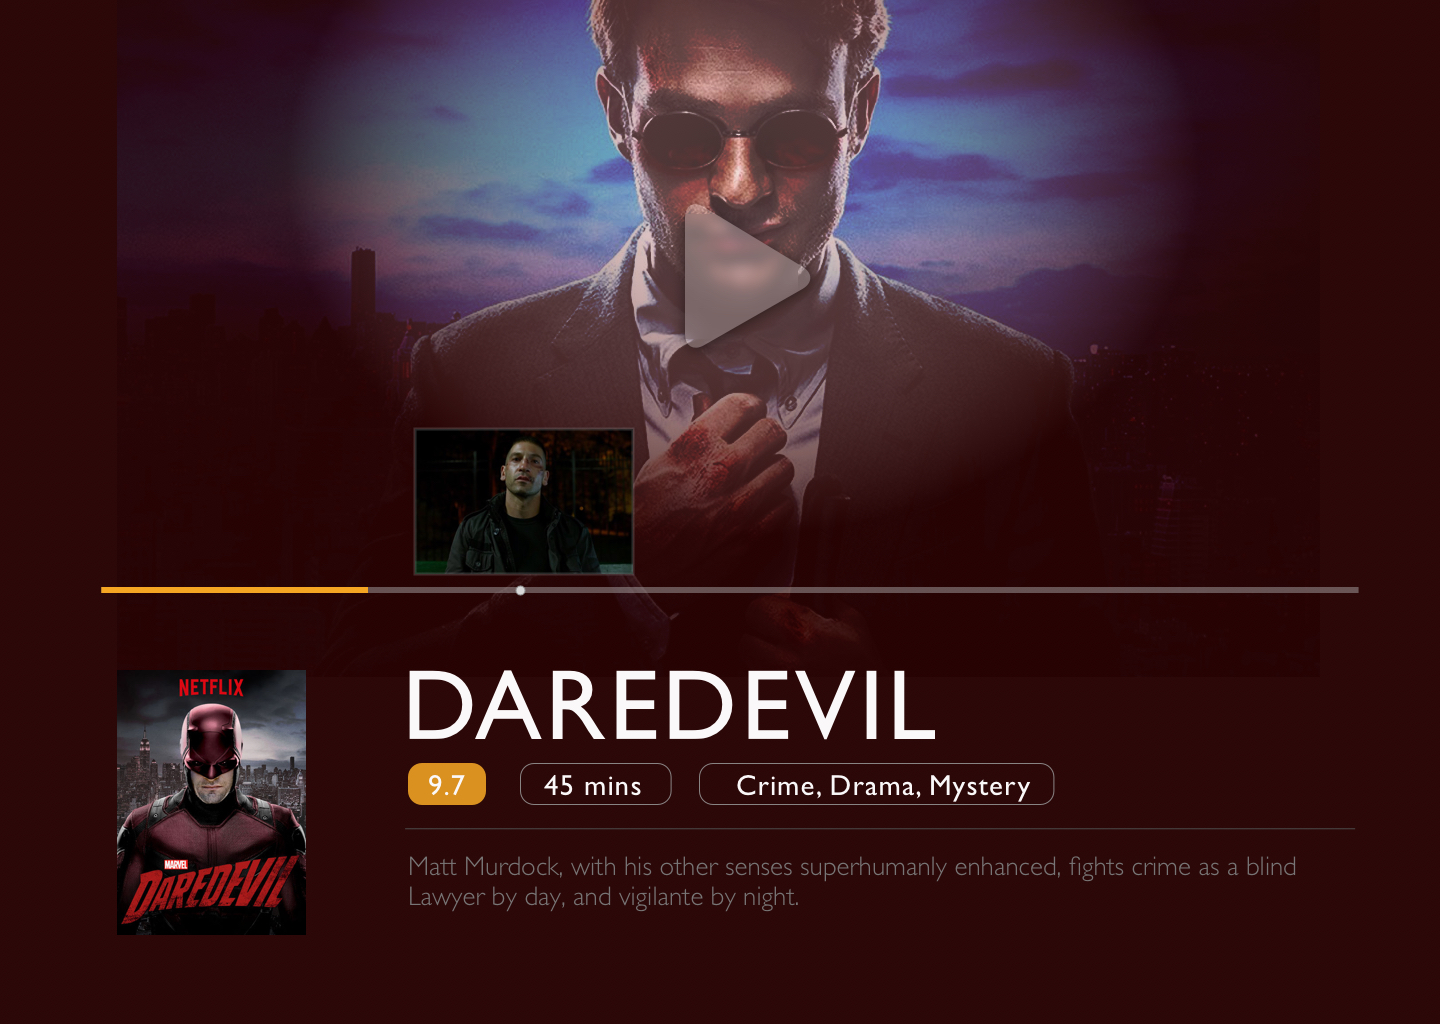 NETFLIX
MARVEL
DAREDEVIL
DAREDEVIL
9.7
45 mins
Crime, Drama, Mystery
Matt Murdock, with his other senses superhumanly enhanced, fights crime as a blind
Lawyer by day, and vigilante by night.